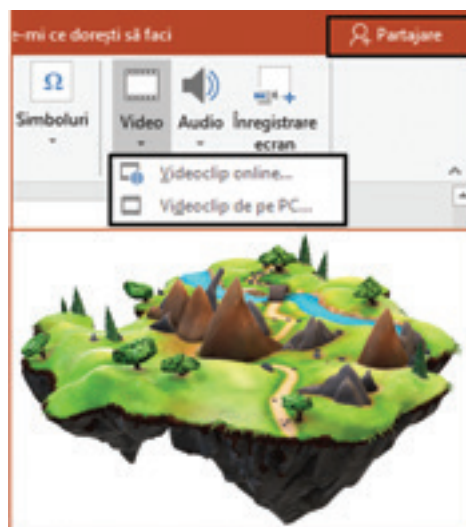 e-mi ce dorești să faci
Partajare
Ω
Simboluri
Video
Audio
Înregistrare
ecran
Videoclip online...
Videoclip de pe PC...